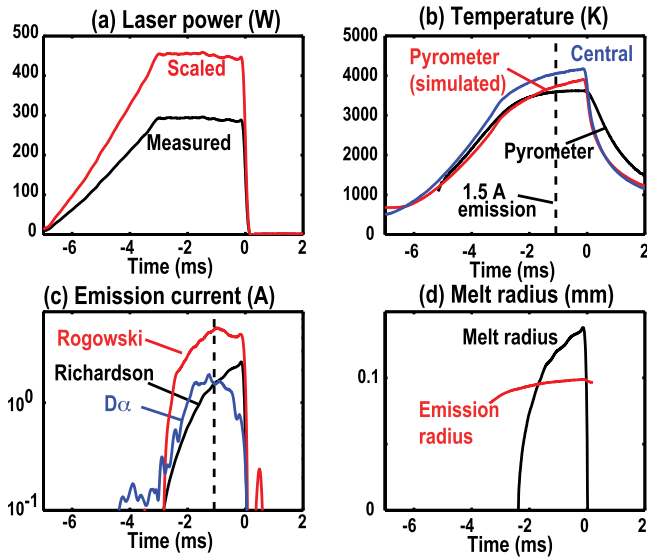 (a) Laser power (W)
500
400
300
200
100
0
Scaled
Measured
-6
-4
-2
0
2
Time (ms)
(b) Temperature (K)
5000
4000
3000
2000
1000
0
Pyrometer
(simulated)
Central
Pyrometer
1.5 A
emission
-6
-4
-2
0
2
Time (ms)
(c) Emission current (A)
10^0
10^-1
Rogowski
Richardson
Dα
-6
-4
-2
0
2
Time (ms)
(d) Melt radius (mm)
0.1
0
Melt radius
Emission
radius
-6
-4
-2
0
2
Time (ms)